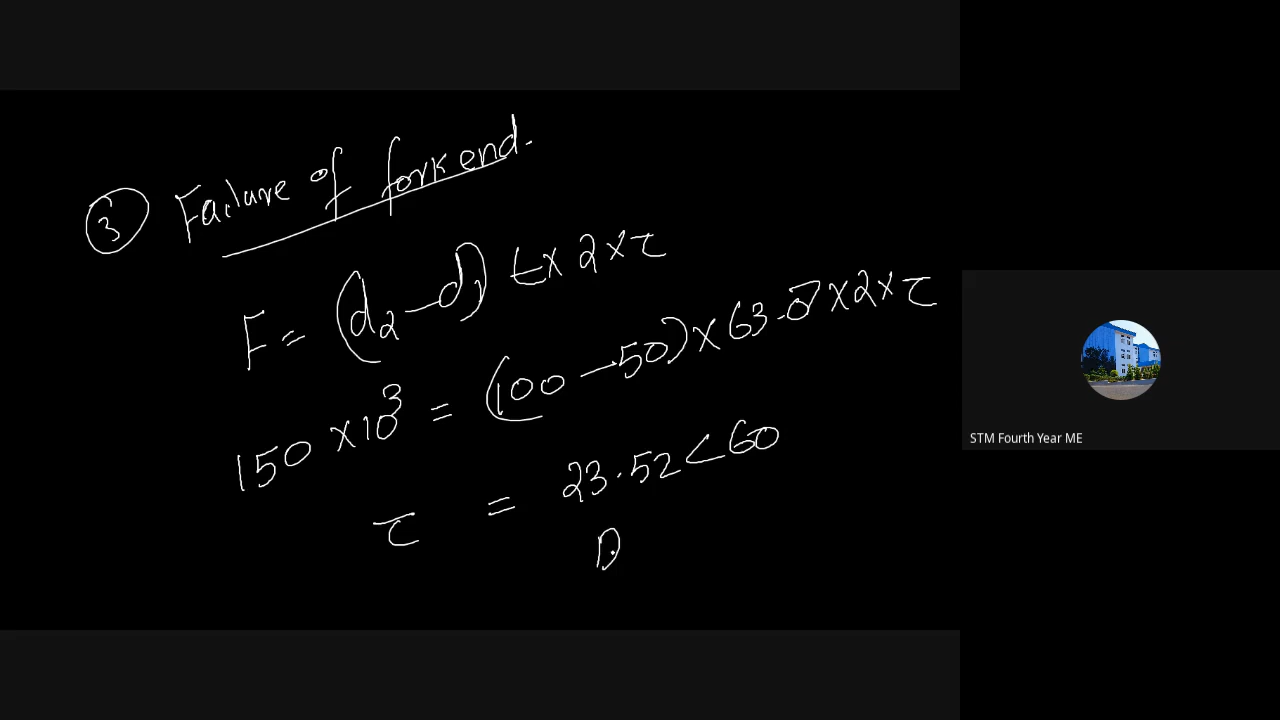 ③ Failure of fork end.
F = (d₂ - d₁) t × 2 × τ
150 × 10³ = (100 - 50) × 63.7 × 2 × τ
τ = 23.52 < 60
D.
STM Fourth Year ME